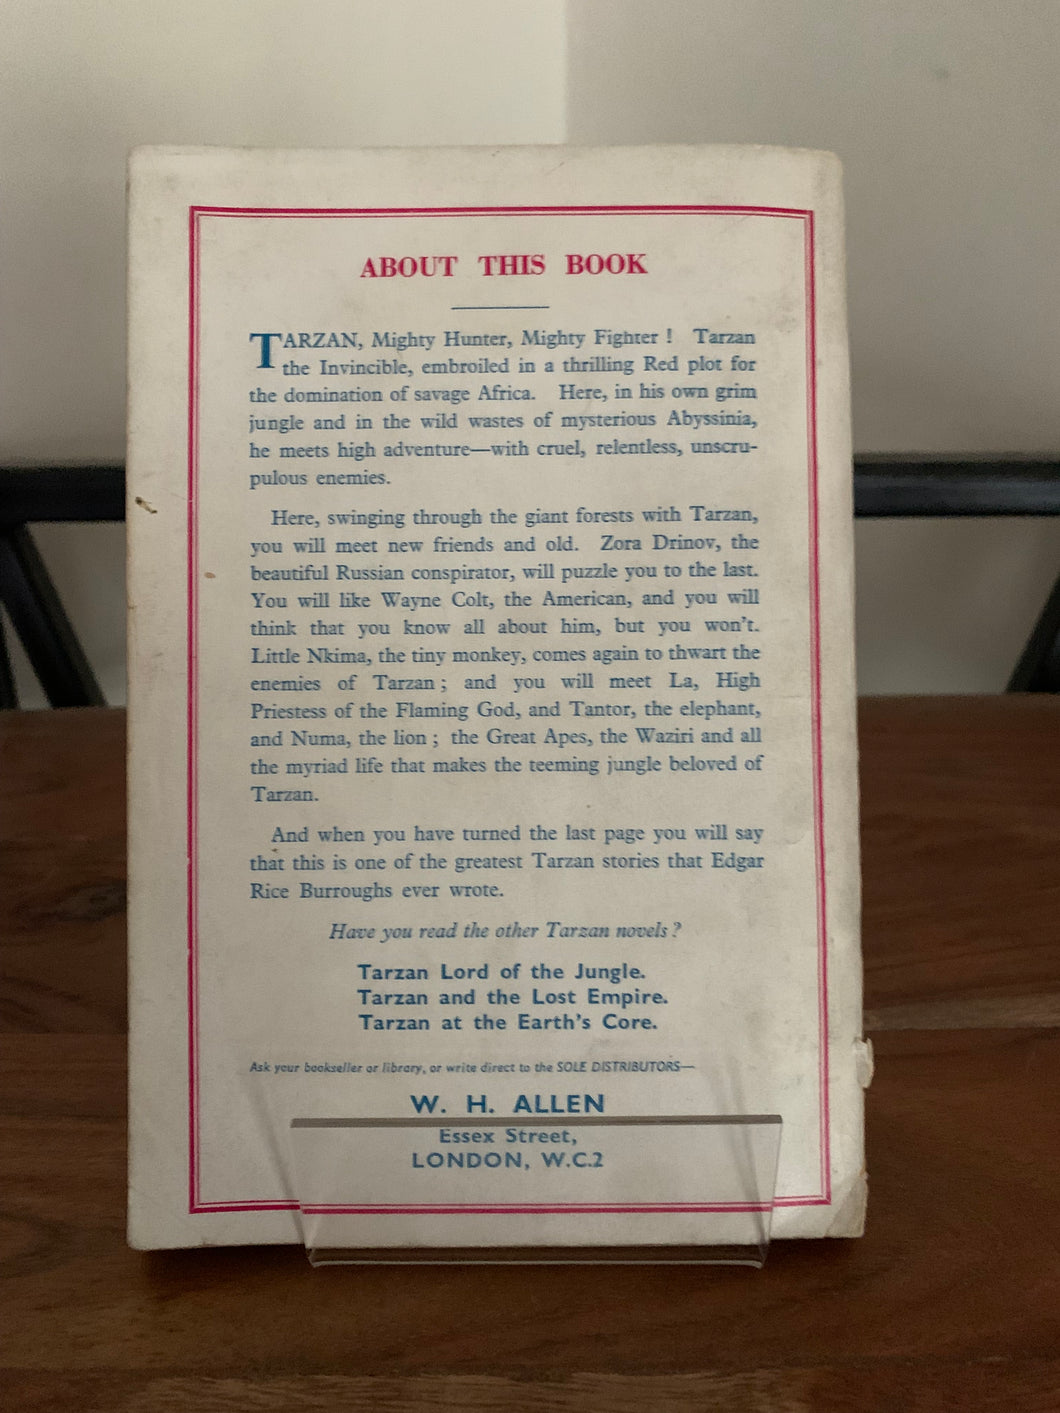 ABOUT THIS BOOK
TARZAN, Mighty Hunter, Mighty Fighter ! Tarzan
the Invincible, embroiled in a thrilling Red plot for
the domination of savage Africa. Here, in his own grim
jungle and in the wild wastes of mysterious Abyssinia,
he meets high adventure—with cruel, relentless, unscru-
pulous enemies.
Here, swinging through the giant forests with Tarzan,
you will meet new friends and old. Zora Drinov, the
beautiful Russian conspirator, will puzzle you to the last.
You will like Wayne Colt, the American, and you will
think that you know all about him, but you won't.
Little Nkima, the tiny monkey, comes again to thwart the
enemies of Tarzan ; and you will meet La, High
Priestess of the Flaming God, and Tantor, the elephant,
and Numa, the lion ; the Great Apes, the Waziri and all
the myriad life that makes the teeming jungle beloved of
Tarzan.
And when you have turned the last page you will say
that this is one of the greatest Tarzan stories that Edgar
Rice Burroughs ever wrote.
Have you read the other Tarzan novels ?
Tarzan Lord of the Jungle.
Tarzan and the Lost Empire.
Tarzan at the Earth's Core.
Ask your bookseller or library, or write direct to the SOLE DISTRIBUTORS—
W. H. ALLEN
Essex Street,
LONDON, W.C.2